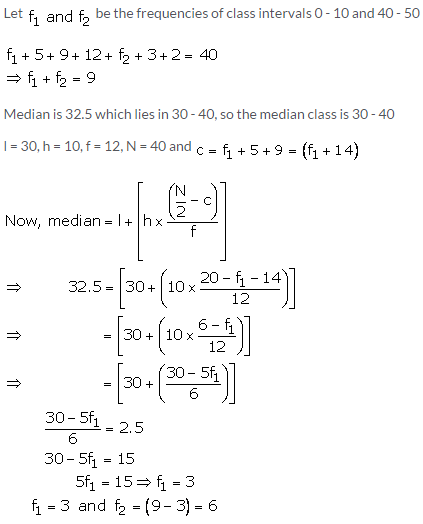 Let f₁ and f₂ be the frequencies of class intervals 0 - 10 and 40 - 50
f₁ + 5 + 9 + 12 + f₂ + 3 + 2 = 40
⇒ f₁ + f₂ = 9
Median is 32.5 which lies in 30 - 40, so the median class is 30 - 40
l = 30, h = 10, f = 12, N = 40 and c = f₁ + 5 + 9 = (f₁ + 14)
Now, median = l + [h x (N/2 - c)/f]
⇒ 32.5 = [30 + (10 x (20 - f₁ - 14)/12)]
⇒ = [30 + (10 x (6 - f₁)/12)]
⇒ = [30 + ((30 - 5f₁)/6)]
(30 - 5f₁)/6 = 2.5
30 - 5f₁ = 15
5f₁ = 15 ⇒ f₁ = 3
f₁ = 3 and f₂ = (9 - 3) = 6